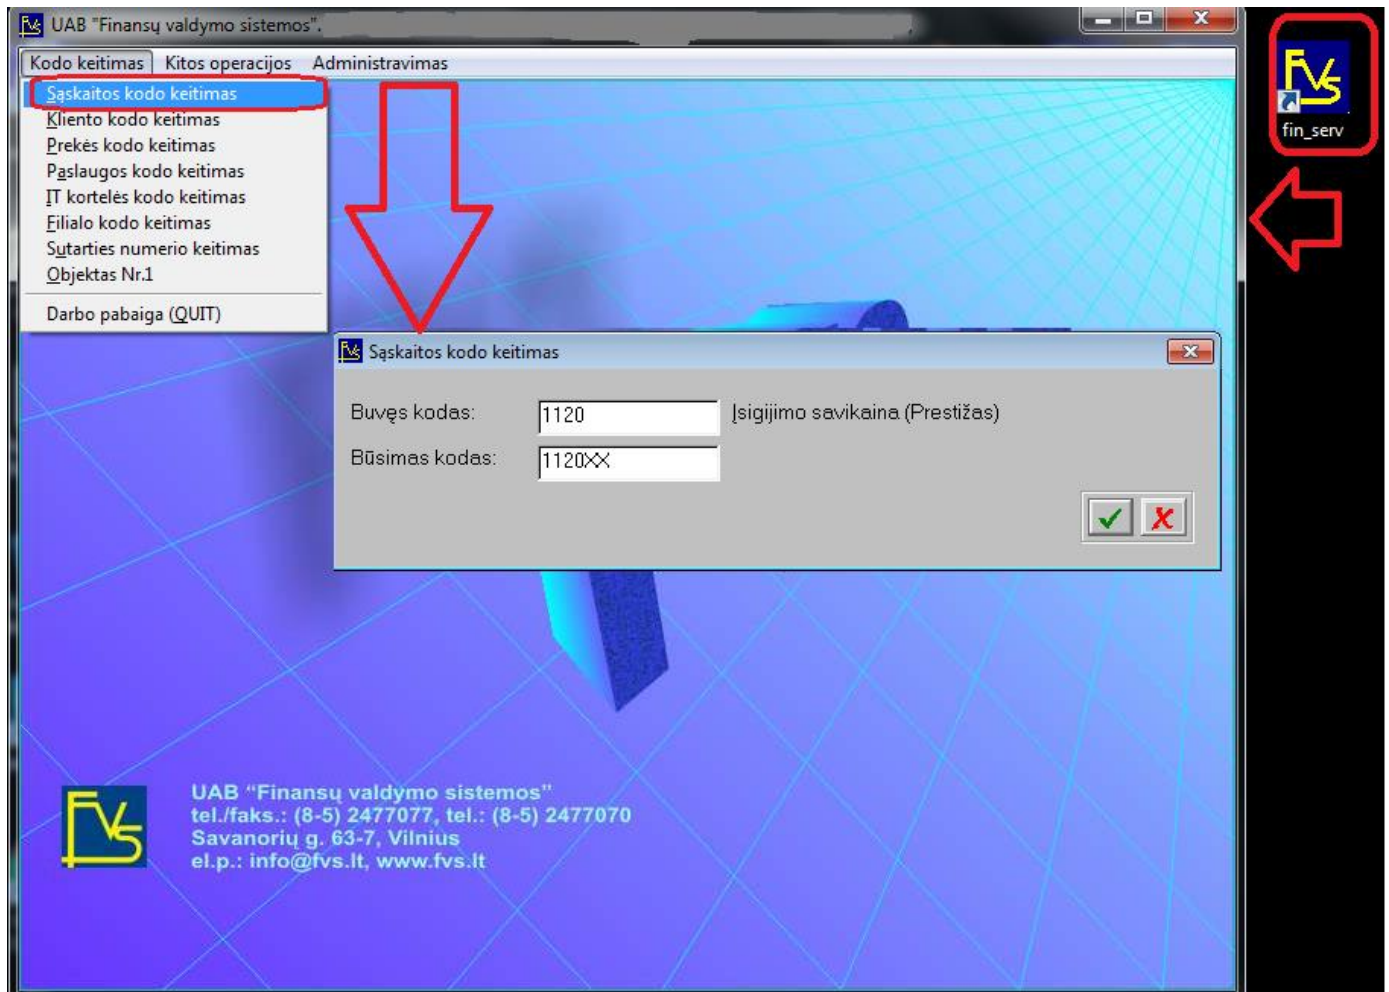 UAB "Finansų valdymo sistemos",
Kodo keitimas Kitos operacijos Administravimas
Sąskaitos kodo keitimas
Kliento kodo keitimas
Prekės kodo keitimas
Paslaugos kodo keitimas
IT kortelės kodo keitimas
Filialo kodo keitimas
Sutarties numerio keitimas
Objektas Nr.1
Darbo pabaiga (QUIT)
FVS
fin_serv
Sąskaitos kodo keitimas
Buvęs kodas: 1120 Įsigijimo savikaina (Prestižas)
Būsimas kodas: 1120XX
FVS
UAB “Finansų valdymo sistemos”
tel./faks.: (8-5) 2477077, tel.: (8-5) 2477070
Savanorių g. 63-7, Vilnius
el.p.: info@fvs.lt, www.fvs.lt